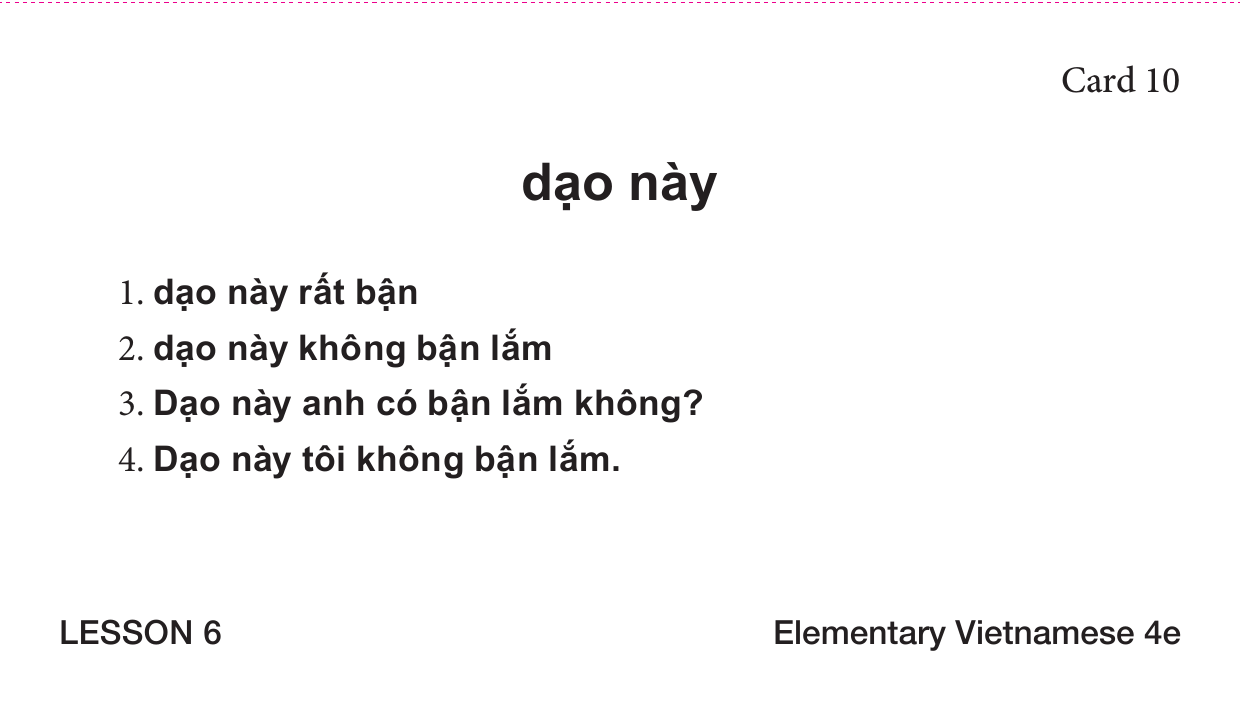 Card 10
dạo này
1. dạo này rất bận
2. dạo này không bận lắm
3. Dạo này anh có bận lắm không?
4. Dạo này tôi không bận lắm.
LESSON 6
Elementary Vietnamese 4e